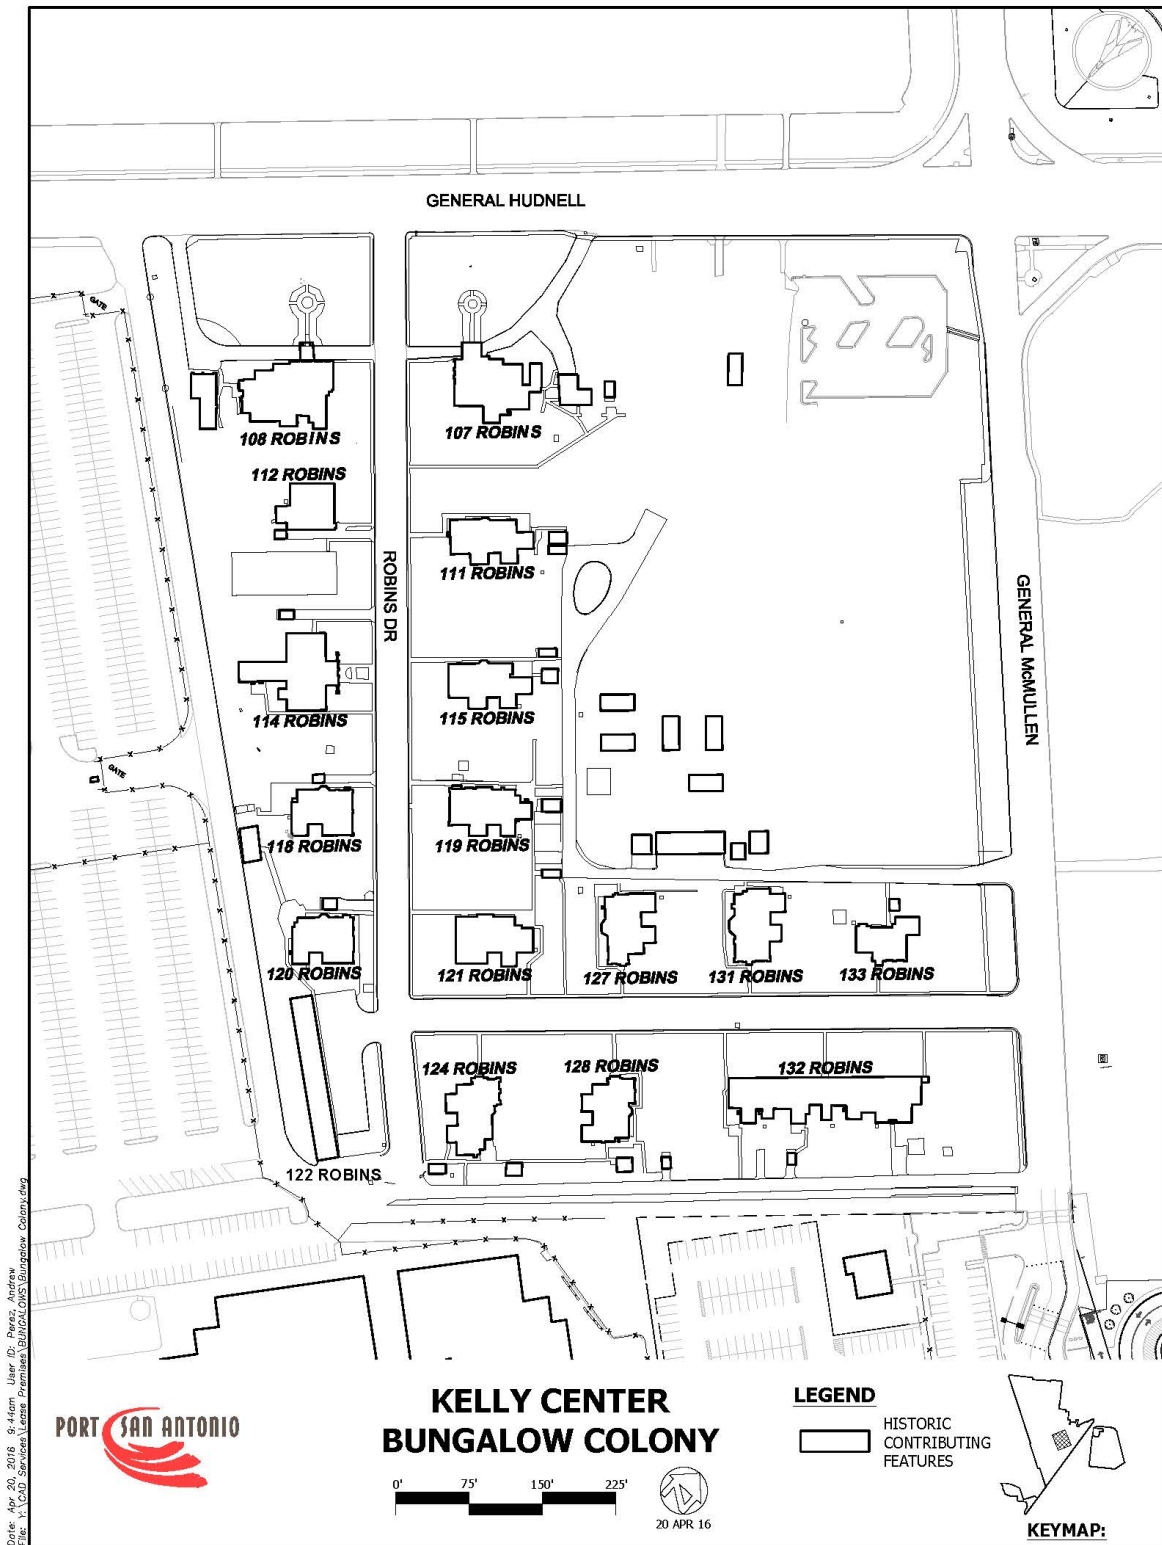 GENERAL HUDNELL
GATE
108 ROBINS
107 ROBINS
112 ROBINS
111 ROBINS
ROBINS DR
GENERAL McMULLEN
114 ROBINS
115 ROBINS
GATE
118 ROBINS
119 ROBINS
120 ROBINS
121 ROBINS
127 ROBINS
131 ROBINS
133 ROBINS
124 ROBINS
128 ROBINS
132 ROBINS
122 ROBINS
Date: Apr 20, 2016 9:44am User ID: Perez, Andrew
File: Y:\CAD Services\Lease Premises\BUNGALOWS\Bungalow Colony.dwg
PORT SAN ANTONIO
KELLY CENTER
BUNGALOW COLONY
0' 75' 150' 225'
20 APR 16
LEGEND
HISTORIC
CONTRIBUTING
FEATURES
KEYMAP: